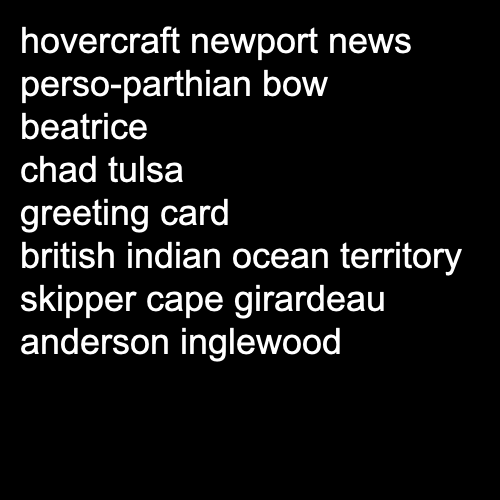 hovercraft newport news
perso-parthian bow
beatrice
chad tulsa
greeting card
british indian ocean territory
skipper cape girardeau
anderson inglewood